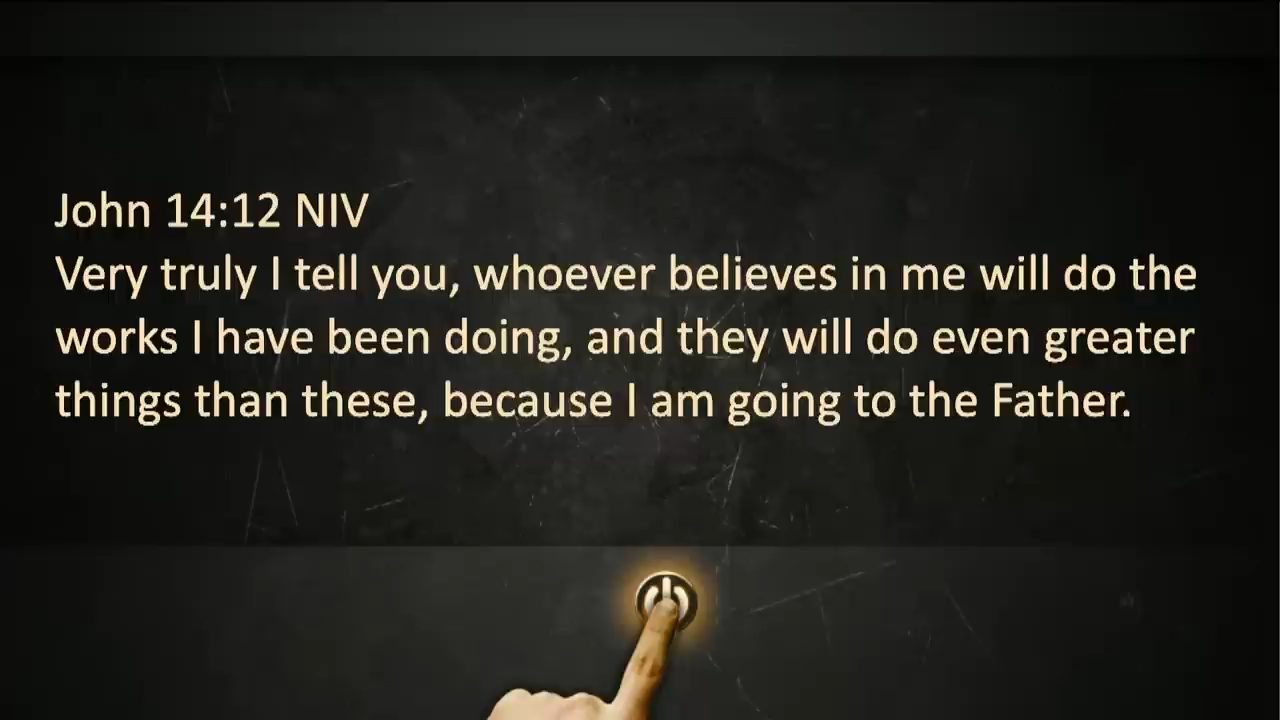 John 14:12 NIV
Very truly I tell you, whoever believes in me will do the
works I have been doing, and they will do even greater
things than these, because I am going to the Father.